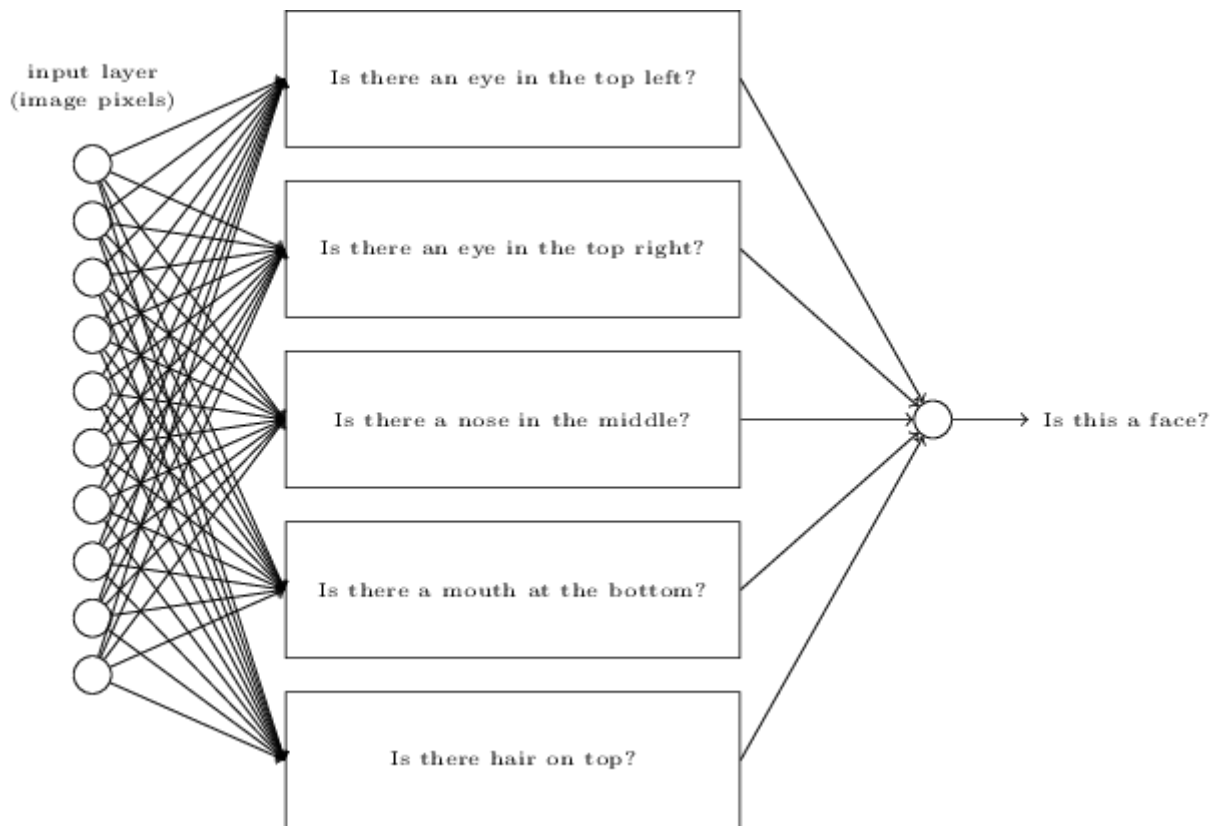 input layer
(image pixels)
Is there an eye in the top left?
Is there an eye in the top right?
Is there a nose in the middle?
Is this a face?
Is there a mouth at the bottom?
Is there hair on top?